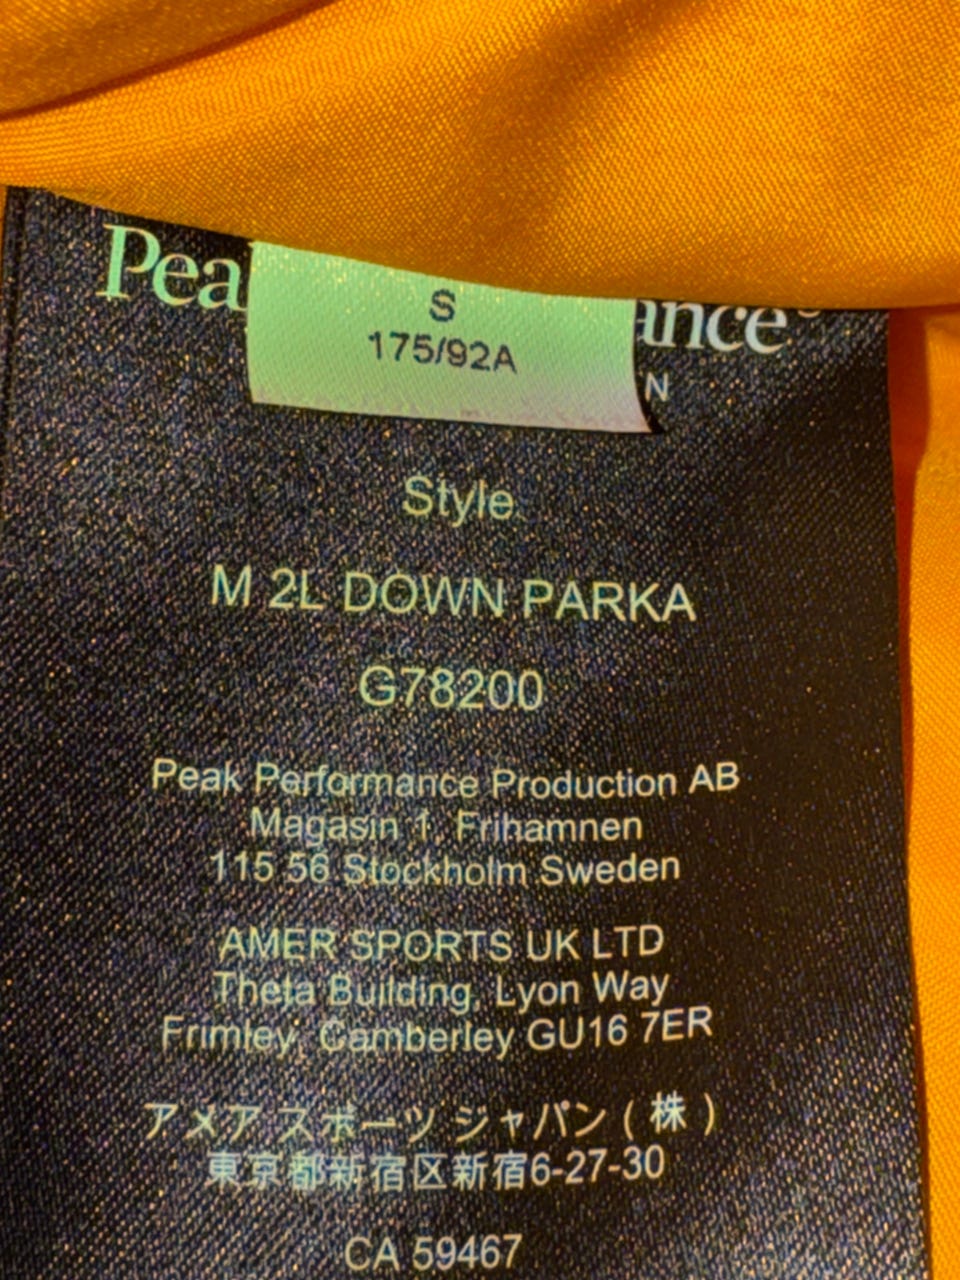 Pea
ance
S
175/92A
N
Style
M 2L DOWN PARKA
G78200
Peak Performance Production AB
Magasin 1, Frihamnen
115 56 Stockholm Sweden
AMER SPORTS UK LTD
Theta Building, Lyon Way
Frimley, Camberley GU16 7ER
アメア スポーツ ジャパン ( 株 )
東京都新宿区新宿6-27-30
CA 59467